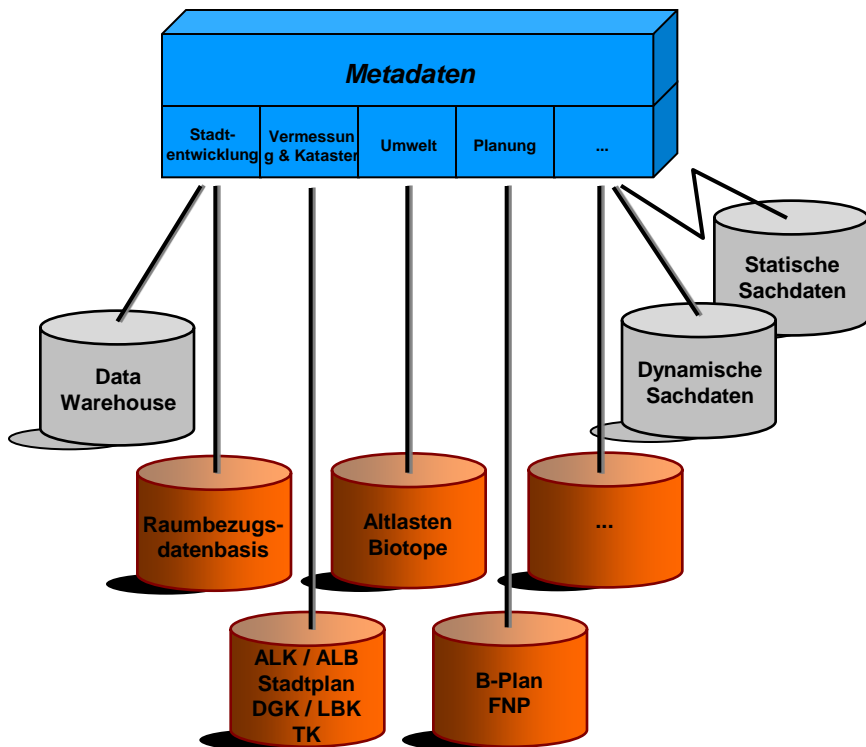 Metadaten
Stadt-
entwicklung
Vermessun
g & Kataster
Umwelt
Planung
...
Statische
Sachdaten
Dynamische
Sachdaten
Data
Warehouse
Raumbezugs-
datenbasis
Altlasten
Biotope
...
ALK / ALB
Stadtplan
DGK / LBK
TK
B-Plan
FNP